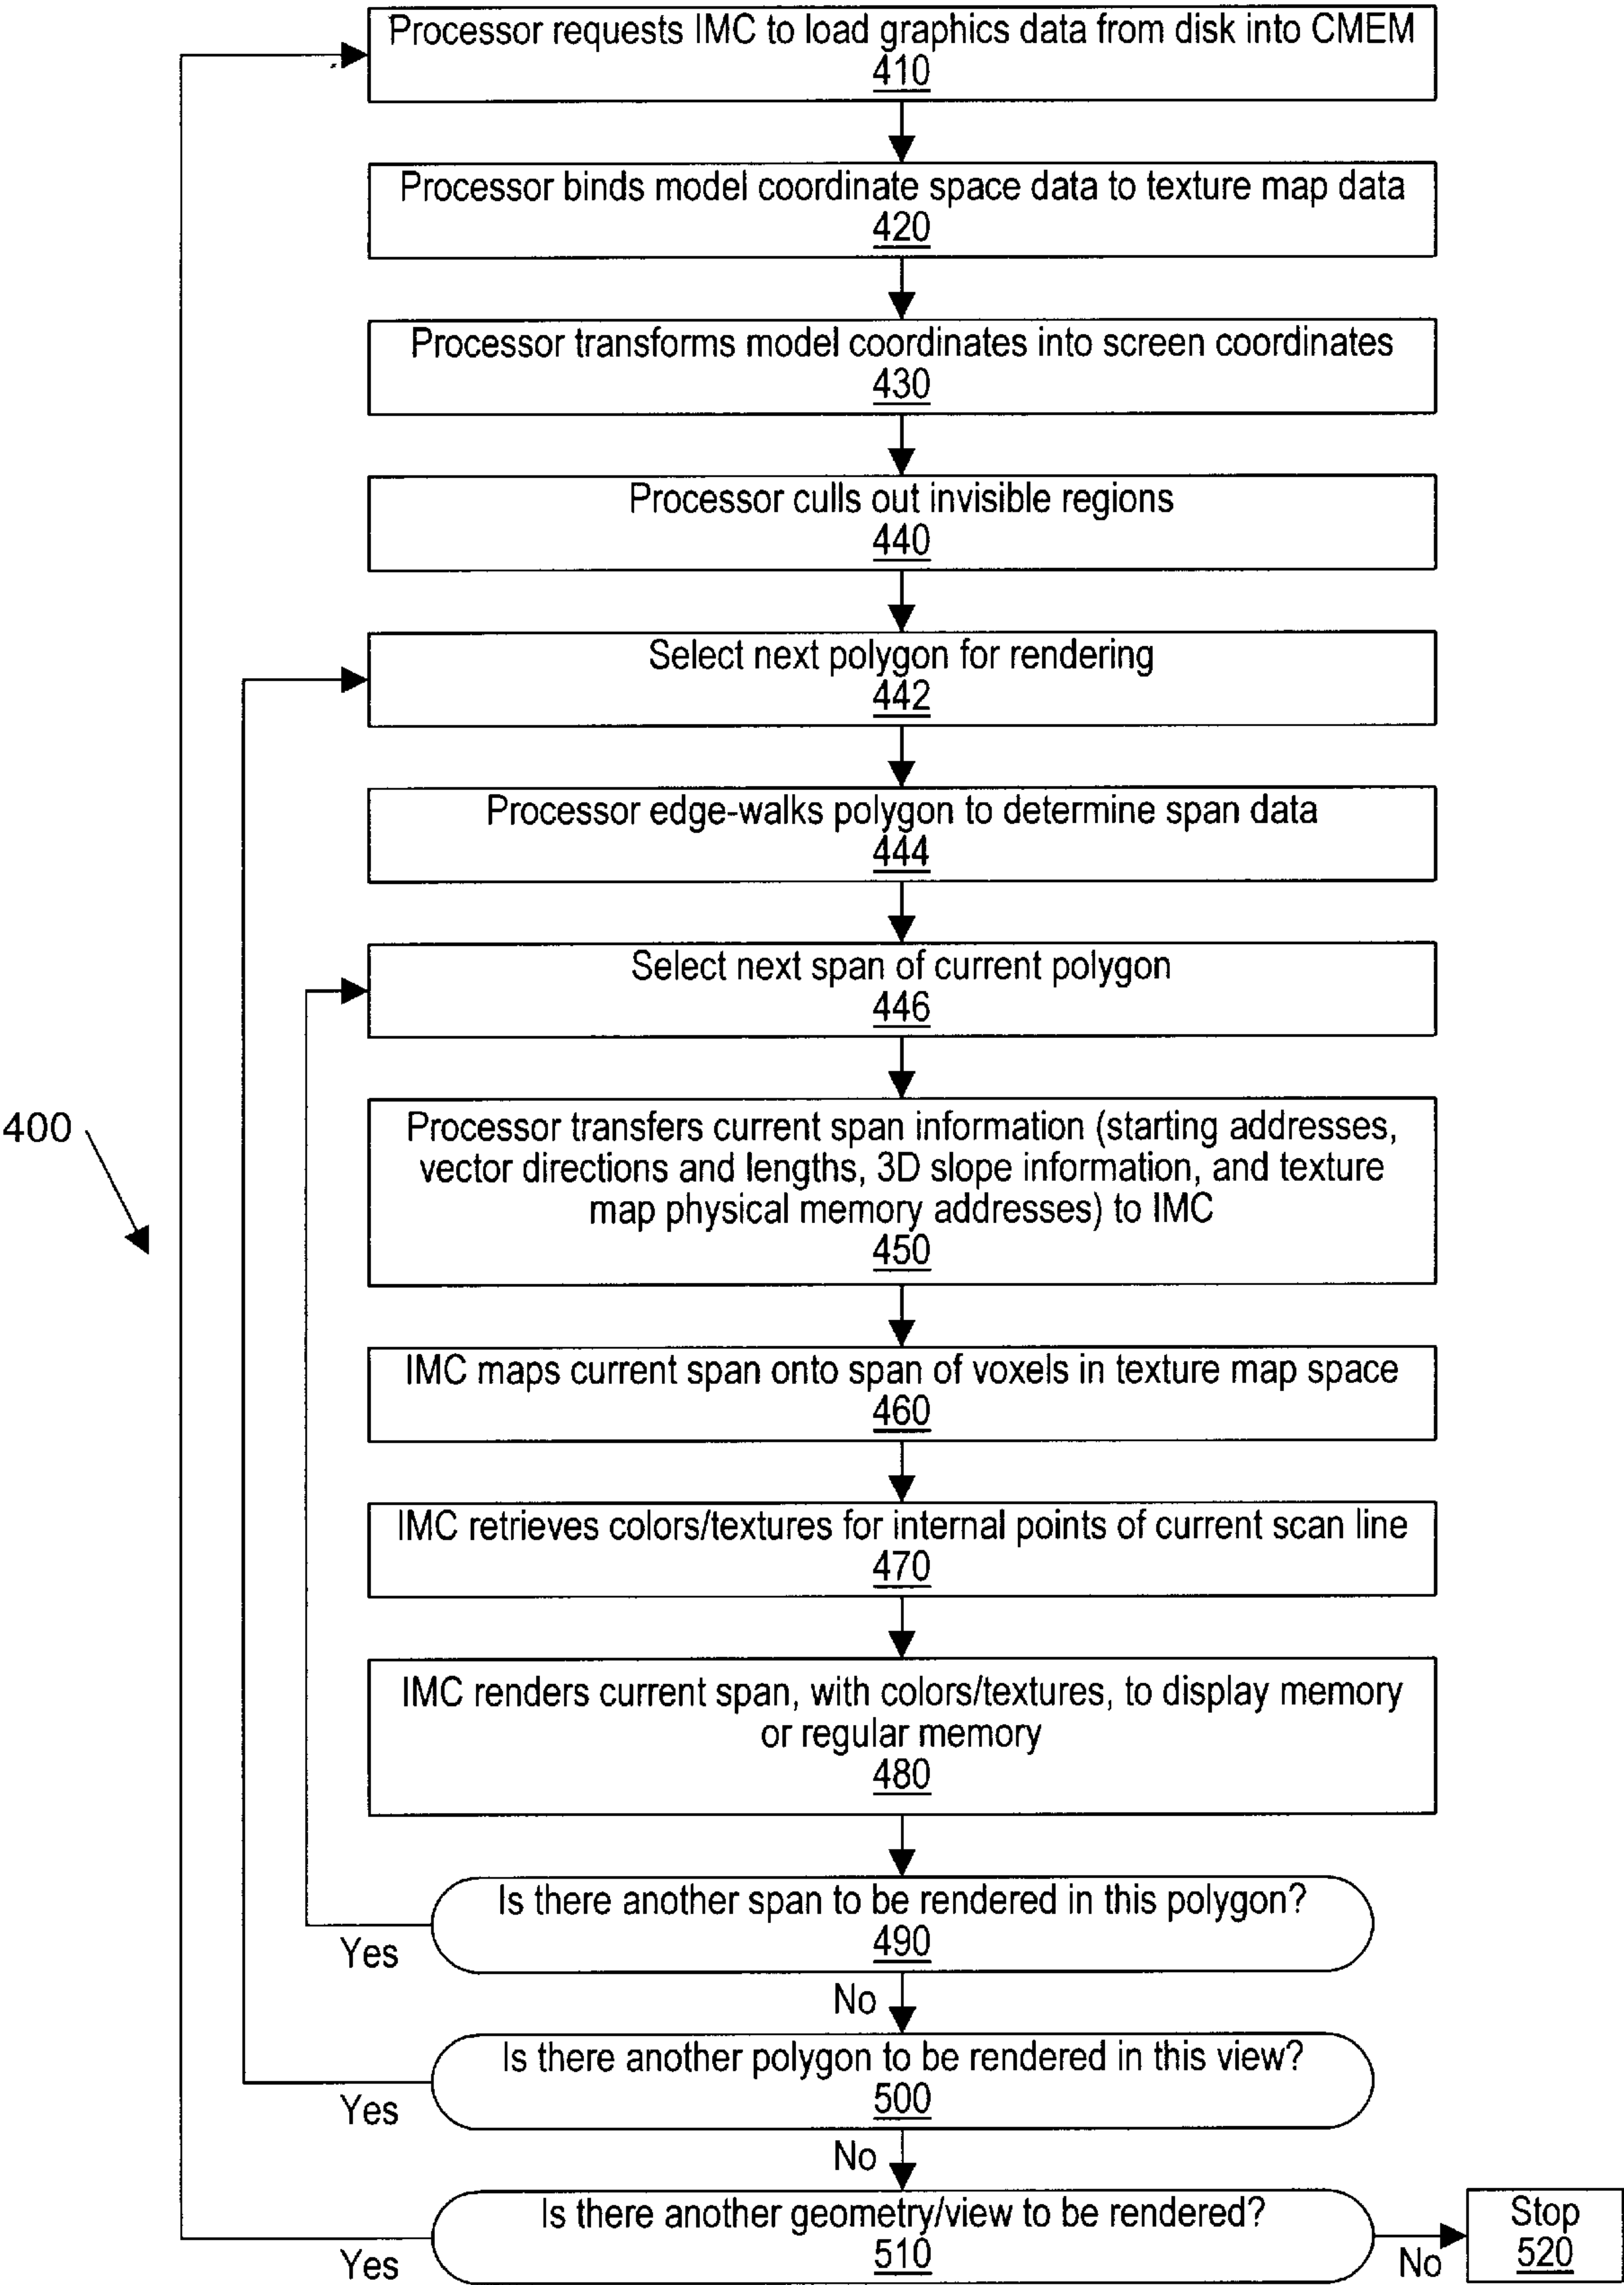 Processor requests IMC to load graphics data from disk into CMEM
410
Processor binds model coordinate space data to texture map data
420
Processor transforms model coordinates into screen coordinates
430
Processor culls out invisible regions
440
Select next polygon for rendering
442
Processor edge-walks polygon to determine span data
444
Select next span of current polygon
446
400
Processor transfers current span information (starting addresses,
vector directions and lengths, 3D slope information, and texture
map physical memory addresses) to IMC
450
IMC maps current span onto span of voxels in texture map space
460
IMC retrieves colors/textures for internal points of current scan line
470
IMC renders current span, with colors/textures, to display memory
or regular memory
480
Is there another span to be rendered in this polygon?
490
Yes
No
Is there another polygon to be rendered in this view?
500
Yes
No
Is there another geometry/view to be rendered?
510
Yes
No
Stop
520